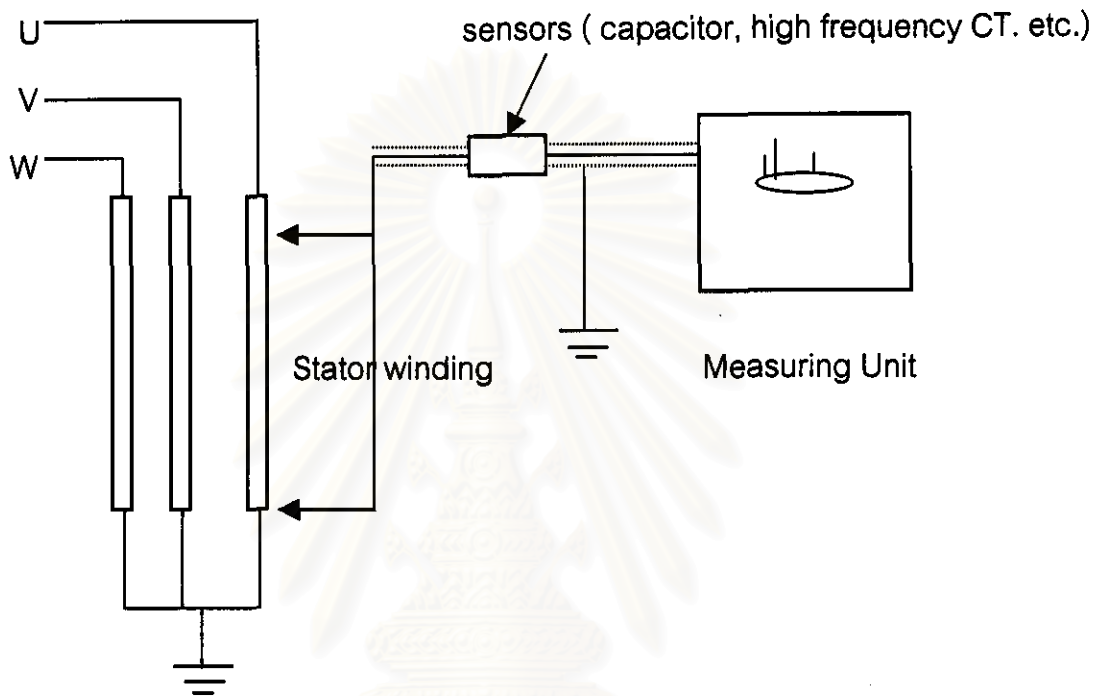 sensors ( capacitor, high frequency CT. etc.)
U
V
W
Stator winding
Measuring Unit